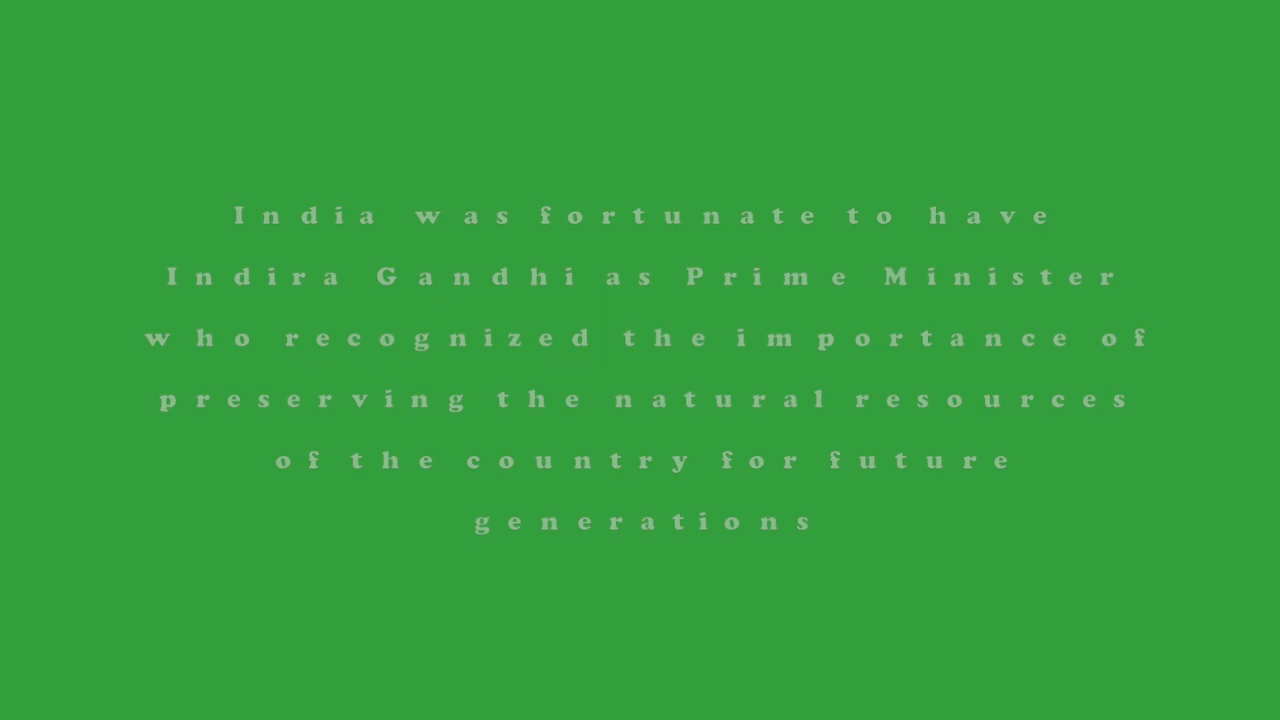 India was fortunate to have
Indira Gandhi as Prime Minister
who recognized the importance of
preserving the natural resources
of the country for future
generations